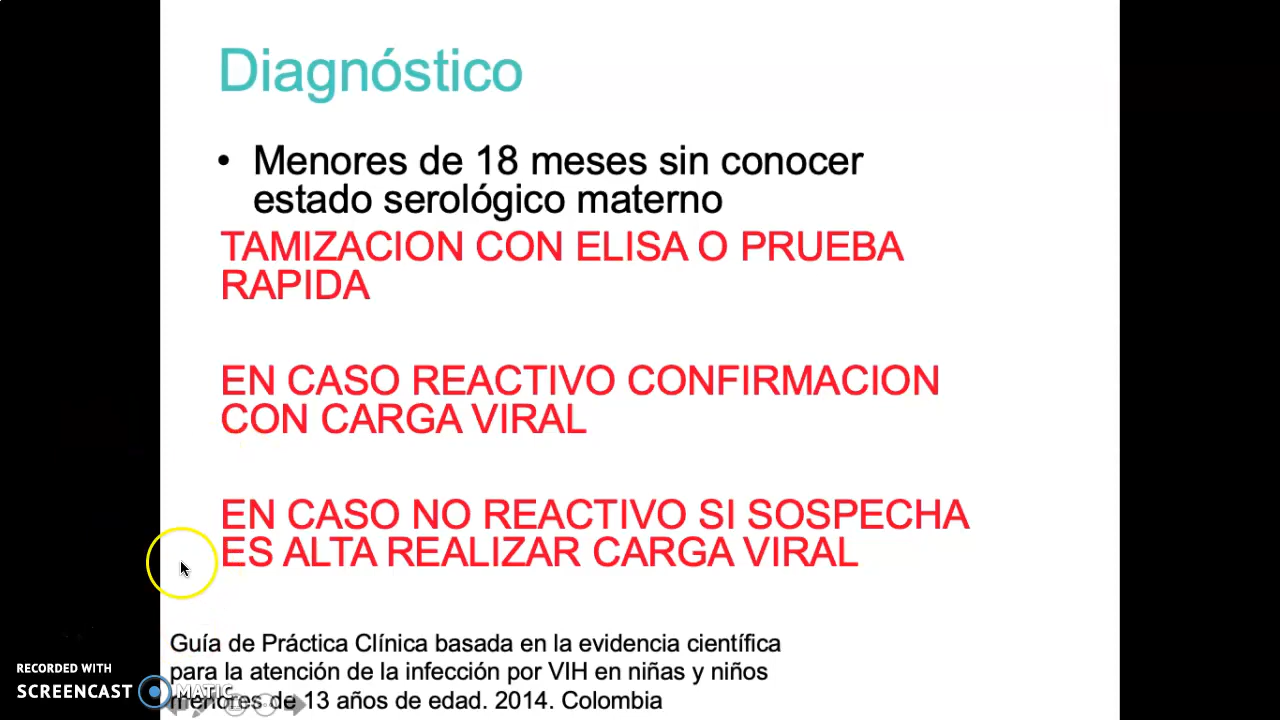 Diagnóstico
• Menores de 18 meses sin conocer
estado serológico materno
TAMIZACION CON ELISA O PRUEBA
RAPIDA
EN CASO REACTIVO CONFIRMACION
CON CARGA VIRAL
EN CASO NO REACTIVO SI SOSPECHA
ES ALTA REALIZAR CARGA VIRAL
Guía de Práctica Clínica basada en la evidencia científica
para la atención de la infección por VIH en niñas y niños
menores de 13 años de edad. 2014. Colombia
RECORDED WITH
SCREENCAST MATIC